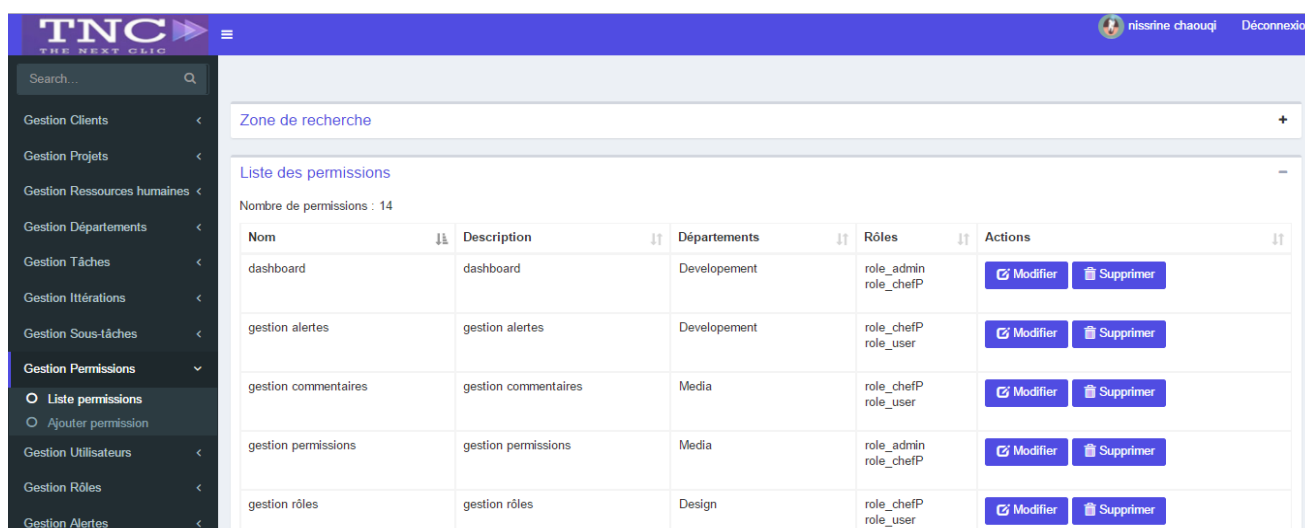 TNC
THE NEXT CLIC
nissrine chaouqi
Déconnexio
Search...
Gestion Clients
Gestion Projets
Gestion Ressources humaines
Gestion Départements
Gestion Tâches
Gestion Ittérations
Gestion Sous-tâches
Gestion Permissions
Liste permissions
Ajouter permission
Gestion Utilisateurs
Gestion Rôles
Gestion Alertes
Zone de recherche
Liste des permissions
Nombre de permissions : 14
Nom Description Départements Rôles Actions
dashboard dashboard Developement role_admin Modifier Supprimer
role_chefP
gestion alertes gestion alertes Developement role_chefP Modifier Supprimer
role_user
gestion commentaires gestion commentaires Media role_chefP Modifier Supprimer
role_user
gestion permissions gestion permissions Media role_admin Modifier Supprimer
role_chefP
gestion rôles gestion rôles Design role_chefP Modifier Supprimer
role_user